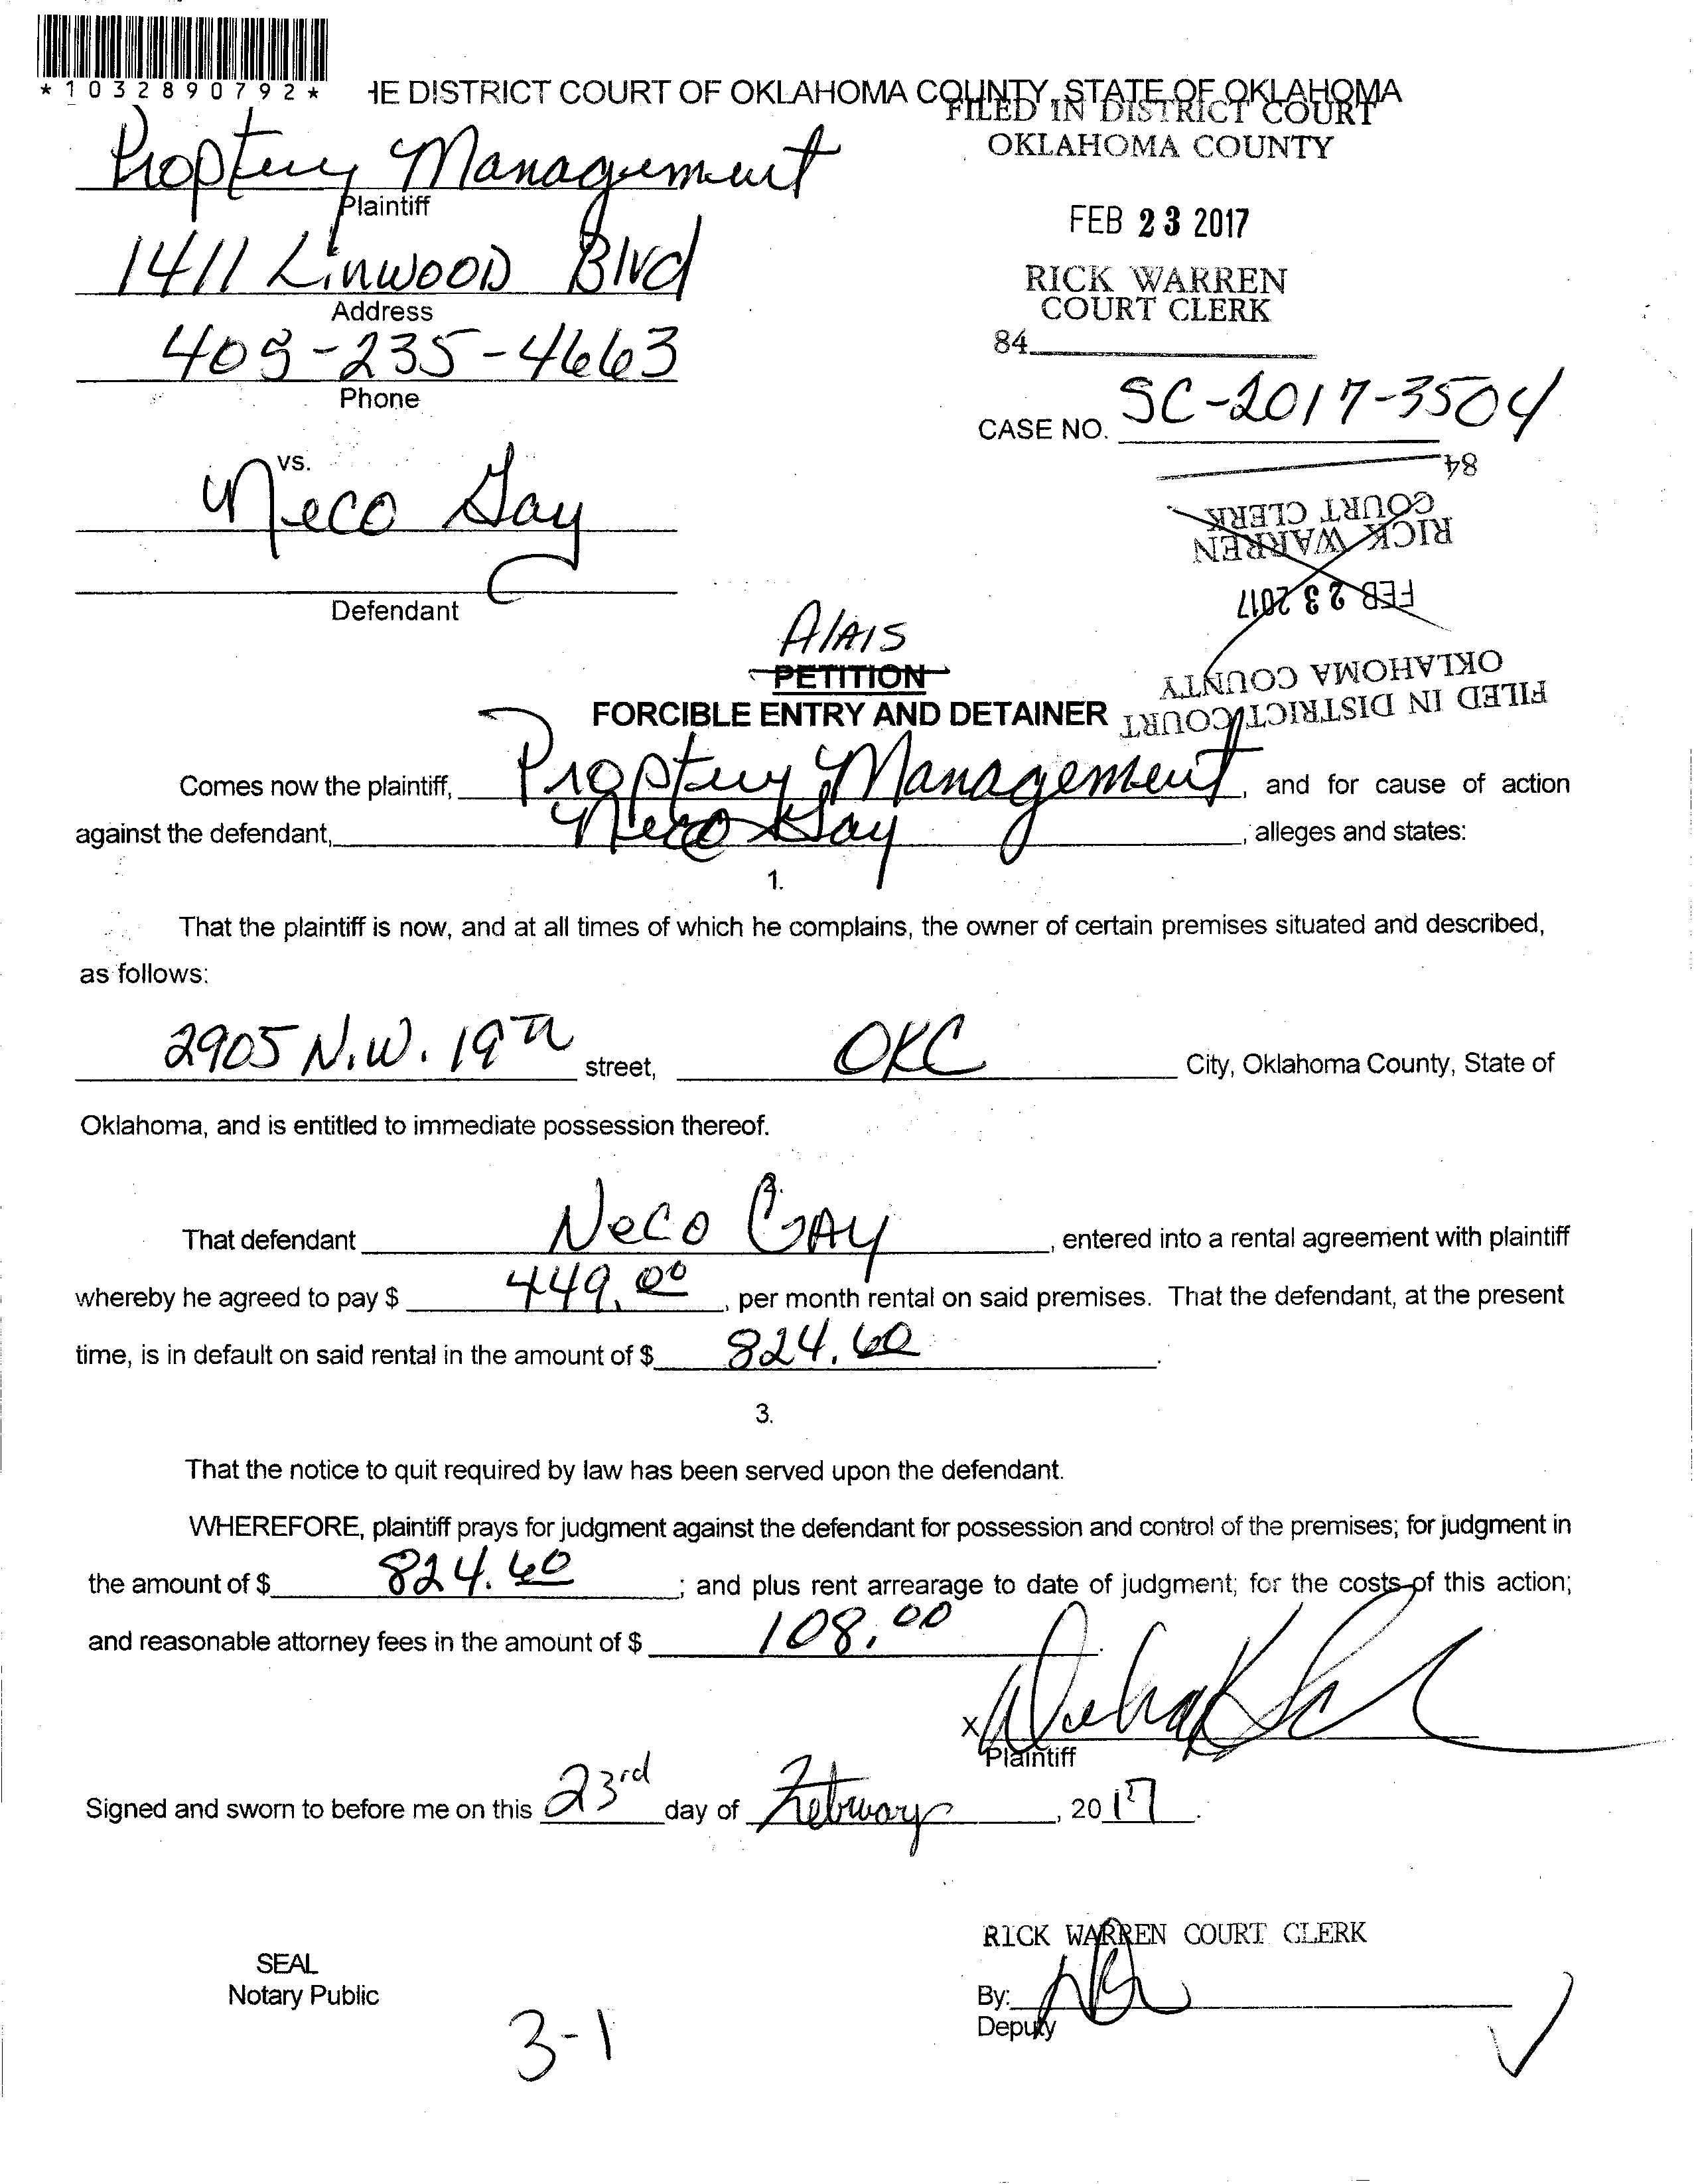 *1032890792*
HE DISTRICT COURT OF OKLAHOMA COUNTY, STATE OF OKLAHOMA
FILED IN DISTRICT COURT
OKLAHOMA COUNTY
FEB 23 2017
RICK WARREN
COURT CLERK
84
Proptery Management
Plaintiff
1411 Linwood Blvd
Address
405-235-4663
Phone
CASE NO. SC-2017-3504
vs.
Neco Gay
Defendant
84
COURT CLERK
RICK WARREN
FEB 23 2017
OKLAHOMA COUNTY
FILED IN DISTRICT COURT
AlAIS
PETITION
FORCIBLE ENTRY AND DETAINER
Comes now the plaintiff, Proptery Management, and for cause of action
against the defendant, Neco Gay, alleges and states:
1.
That the plaintiff is now, and at all times of which he complains, the owner of certain premises situated and described,
as follows:
2905 N.W. 19th street, OKC City, Oklahoma County, State of
Oklahoma, and is entitled to immediate possession thereof.
2.
That defendant Neco GAy, entered into a rental agreement with plaintiff
whereby he agreed to pay $ 449.00, per month rental on said premises. That the defendant, at the present
time, is in default on said rental in the amount of $ 824.60.
3.
That the notice to quit required by law has been served upon the defendant.
WHEREFORE, plaintiff prays for judgment against the defendant for possession and control of the premises; for judgment in
the amount of $ 824.60; and plus rent arrearage to date of judgment; for the costs of this action;
and reasonable attorney fees in the amount of $ 108.00.
X
Plaintiff
Signed and sworn to before me on this 23rd day of February, 2017.
RICK WARREN COURT CLERK
SEAL
Notary Public
By:
Deputy
3-1